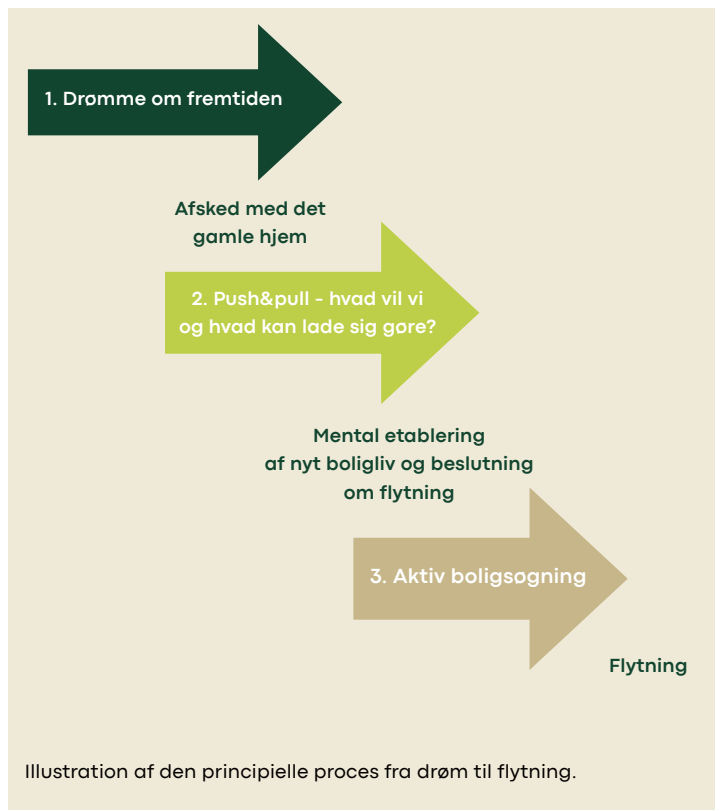 1. Drømme om fremtiden
Afsked med det
gamle hjem
2. Push&pull - hvad vil vi
og hvad kan lade sig gøre?
Mental etablering
af nyt boligliv og beslutning
om flytning
3. Aktiv boligsøgning
Flytning
Illustration af den principielle proces fra drøm til flytning.